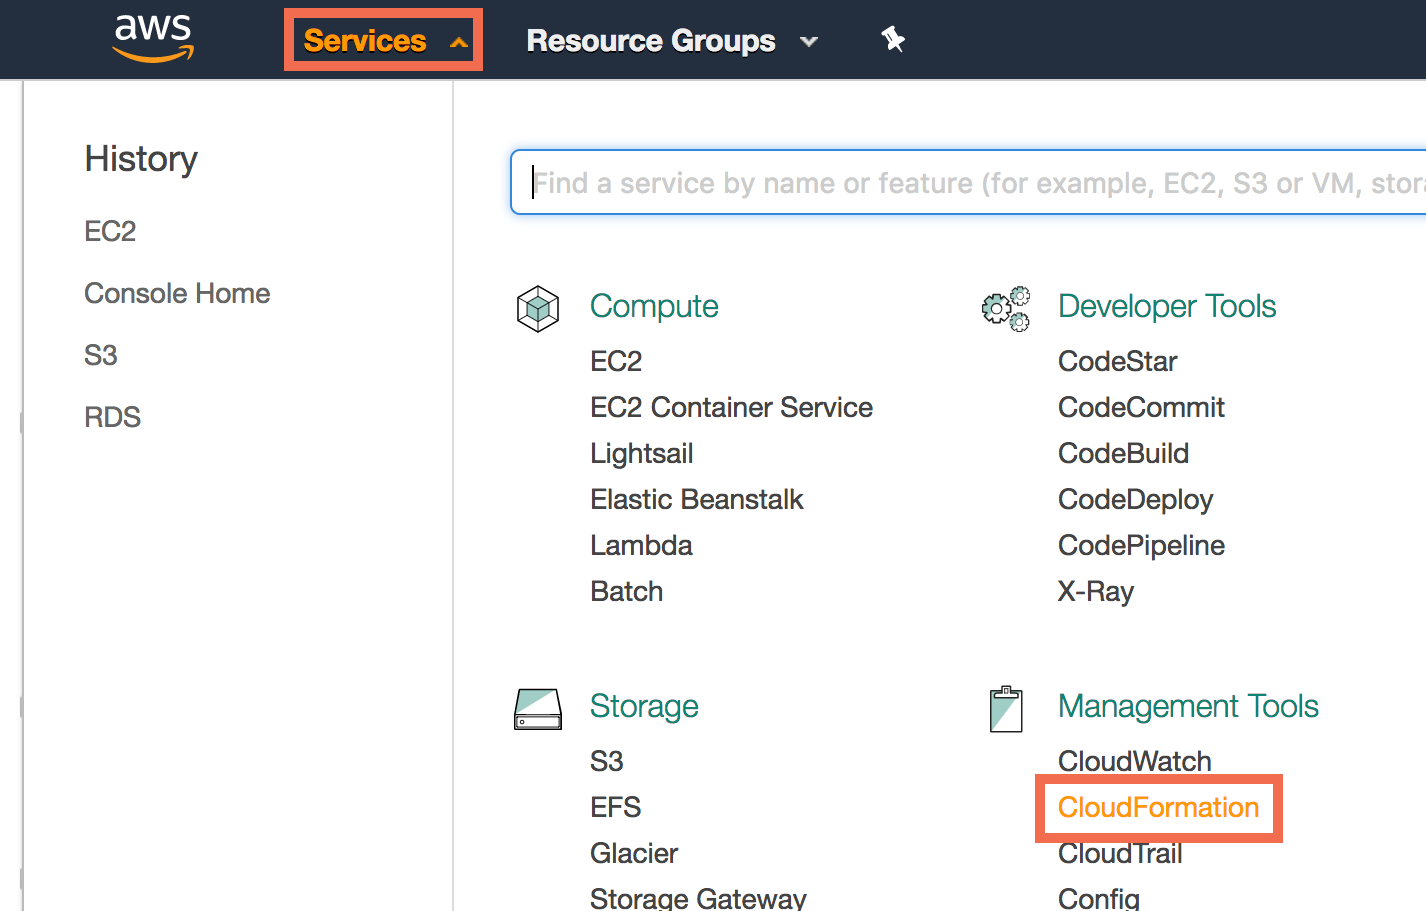 aws
Services
Resource Groups
History
EC2
Console Home
S3
RDS
Find a service by name or feature (for example, EC2, S3 or VM,
Compute
EC2
EC2 Container Service
Lightsail
Elastic Beanstalk
Lambda
Batch
Developer Tools
CodeStar
CodeCommit
CodeBuild
CodeDeploy
CodePipeline
X-Ray
Storage
S3
EFS
Glacier
Storage Gateway
Management Tools
CloudWatch
CloudFormation
CloudTrail
Config